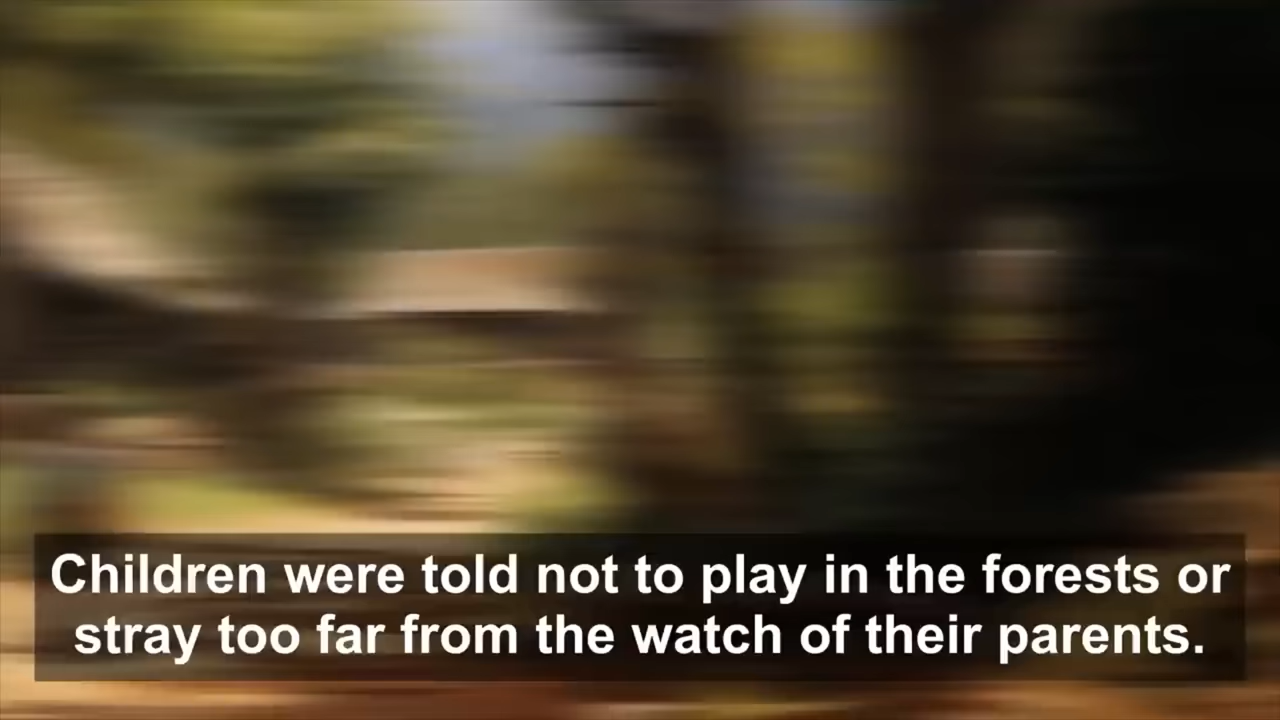 Children were told not to play in the forests or
stray too far from the watch of their parents.